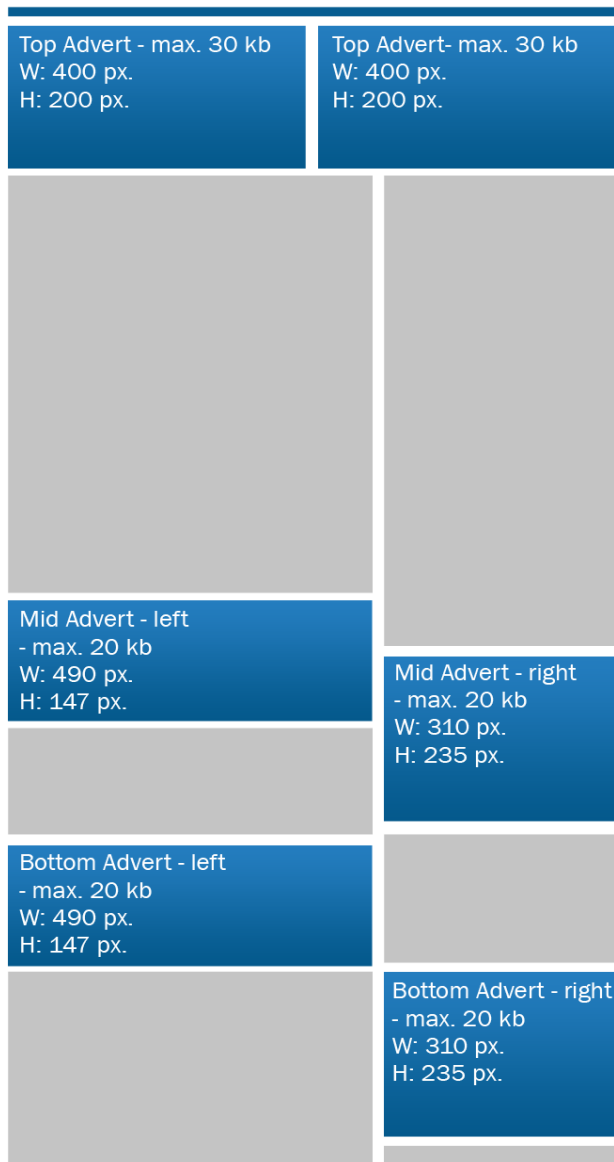 Top Advert - max. 30 kb
W: 400 px.
H: 200 px.
Top Advert- max. 30 kb
W: 400 px.
H: 200 px.
Mid Advert - left
- max. 20 kb
W: 490 px.
H: 147 px.
Mid Advert - right
- max. 20 kb
W: 310 px.
H: 235 px.
Bottom Advert - left
- max. 20 kb
W: 490 px.
H: 147 px.
Bottom Advert - right
- max. 20 kb
W: 310 px.
H: 235 px.